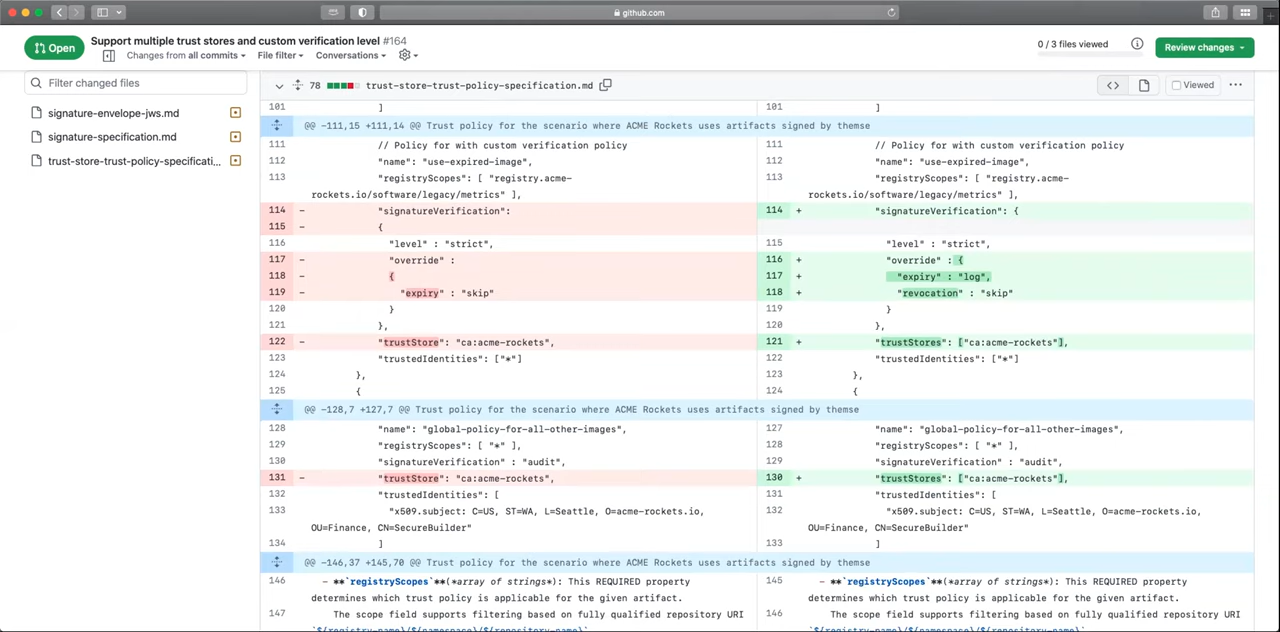 github.com
Open
Support multiple trust stores and custom verification level #164
Changes from all commits
File filter
Conversations
0 / 3 files viewed
Review changes
Filter changed files
signature-envelope-jws.md
signature-specification.md
trust-store-trust-policy-specificati...
78 trust-store-trust-policy-specification.md
Viewed
101 ]
101 ]
@@ -111,15 +111,14 @@ Trust policy for the scenario where ACME Rockets uses artifacts signed by themse
111 // Policy for with custom verification policy
112 "name": "use-expired-image",
113 "registryScopes": [ "registry.acme-
rockets.io/software/legacy/metrics" ],
114 - "signatureVerification":
115 - {
116 "level" : "strict",
117 - "override" :
118 - {
119 - "expiry" : "skip"
120 }
121 },
122 - "trustStore": "ca:acme-rockets",
123 "trustedIdentities": ["*"]
124 },
125 {
111 // Policy for with custom verification policy
112 "name": "use-expired-image",
113 "registryScopes": [ "registry.acme-
rockets.io/software/legacy/metrics" ],
114 + "signatureVerification": {
115 "level" : "strict",
116 + "override" : {
117 + "expiry" : "log",
118 + "revocation" : "skip"
119 }
120 },
121 + "trustStores": ["ca:acme-rockets"],
122 "trustedIdentities": ["*"]
123 },
124 {
@@ -128,7 +127,7 @@ Trust policy for the scenario where ACME Rockets uses artifacts signed by themse
128 "name": "global-policy-for-all-other-images",
129 "registryScopes": [ "*" ],
130 "signatureVerification" : "audit",
131 - "trustStore": "ca:acme-rockets",
132 "trustedIdentities": [
133 "x509.subject: C=US, ST=WA, L=Seattle, O=acme-rockets.io,
OU=Finance, CN=SecureBuilder"
134 ]
127 "name": "global-policy-for-all-other-images",
128 "registryScopes": [ "*" ],
129 "signatureVerification" : "audit",
130 + "trustStores": ["ca:acme-rockets"],
131 "trustedIdentities": [
132 "x509.subject: C=US, ST=WA, L=Seattle, O=acme-rockets.io,
OU=Finance, CN=SecureBuilder"
133 ]
@@ -146,37 +145,70 @@ Trust policy for the scenario where ACME Rockets uses artifacts signed by themse
146 - **`registryScopes`**(*array of strings*): This REQUIRED property
determines which trust policy is applicable for the given artifact.
147 The scope field supports filtering based on fully qualified repository URI
`${registry-name}/${namespace}/${repository-name}`
145 - **`registryScopes`**(*array of strings*): This REQUIRED property
determines which trust policy is applicable for the given artifact.
146 The scope field supports filtering based on fully qualified repository URI
`${registry-name}/${namespace}/${repository-name}`